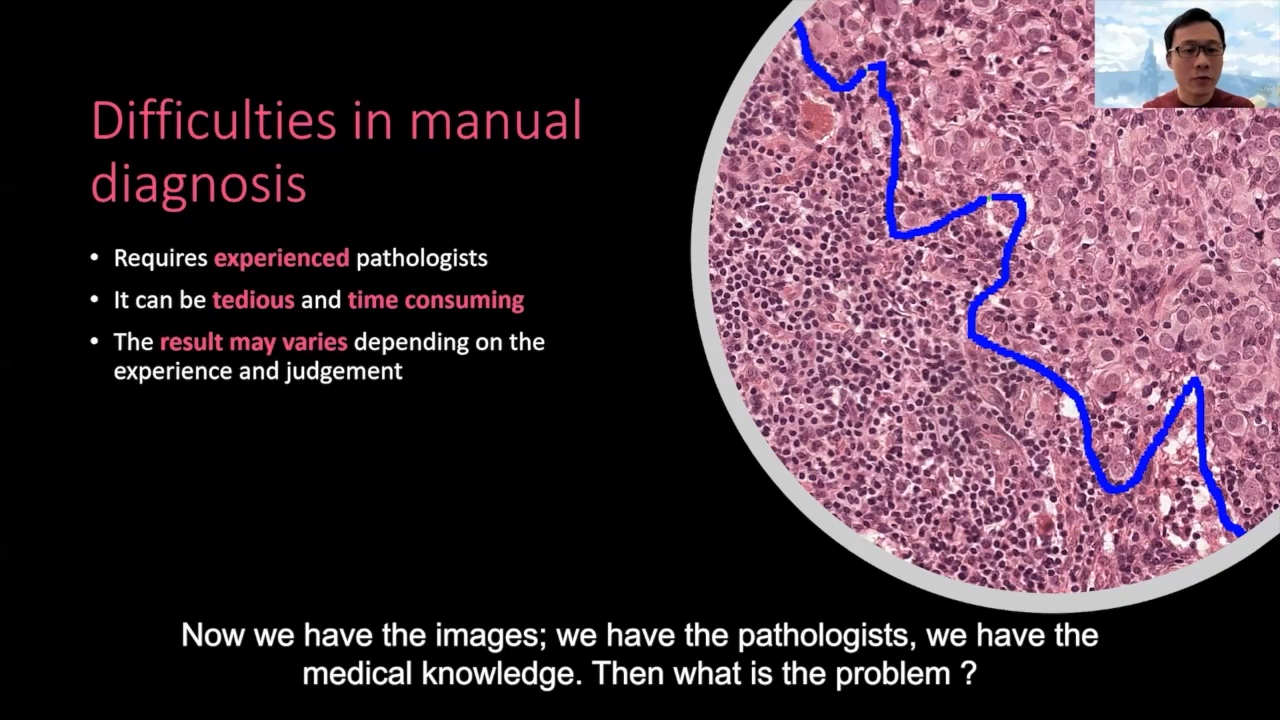 Difficulties in manual
diagnosis
• Requires experienced pathologists
• It can be tedious and time consuming
• The result may varies depending on the
experience and judgement
Now we have the images; we have the pathologists, we have the
medical knowledge. Then what is the problem ?